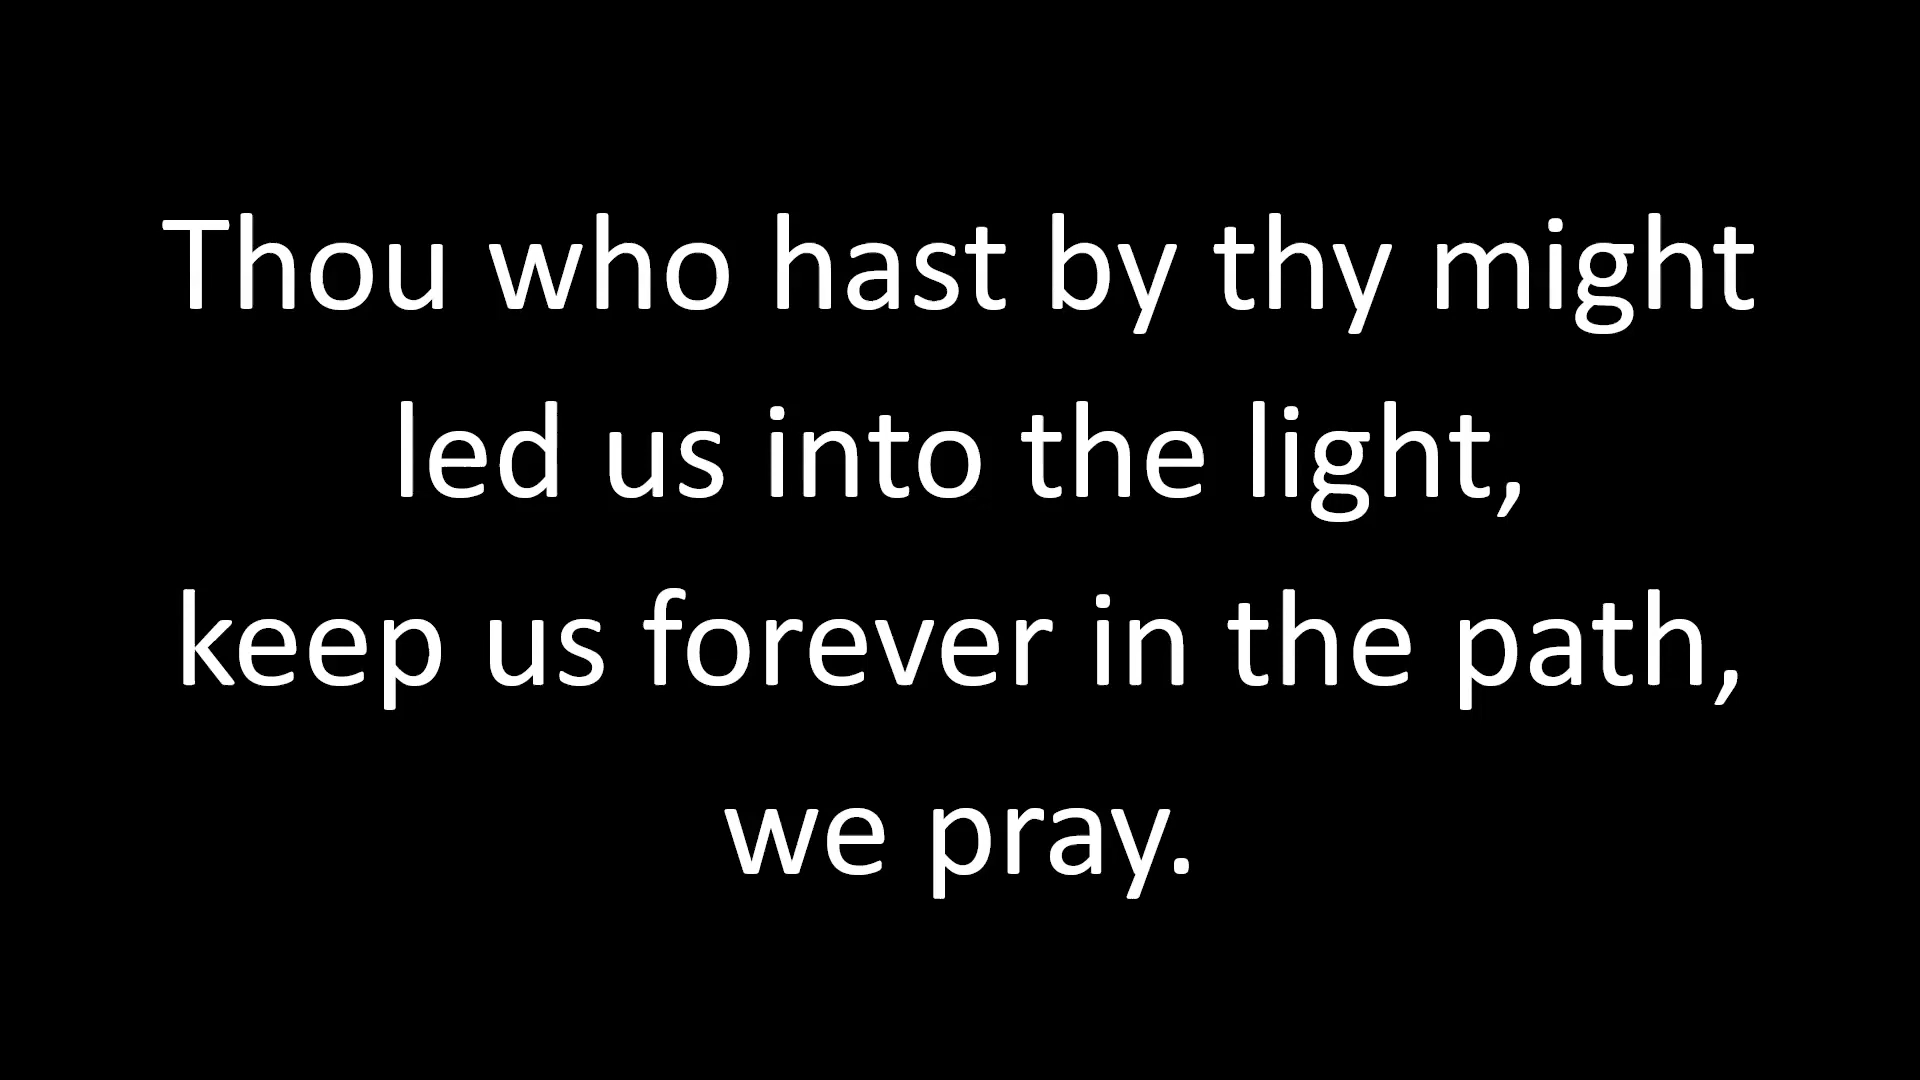 Thou who hast by thy might
led us into the light,
keep us forever in the path,
we pray.